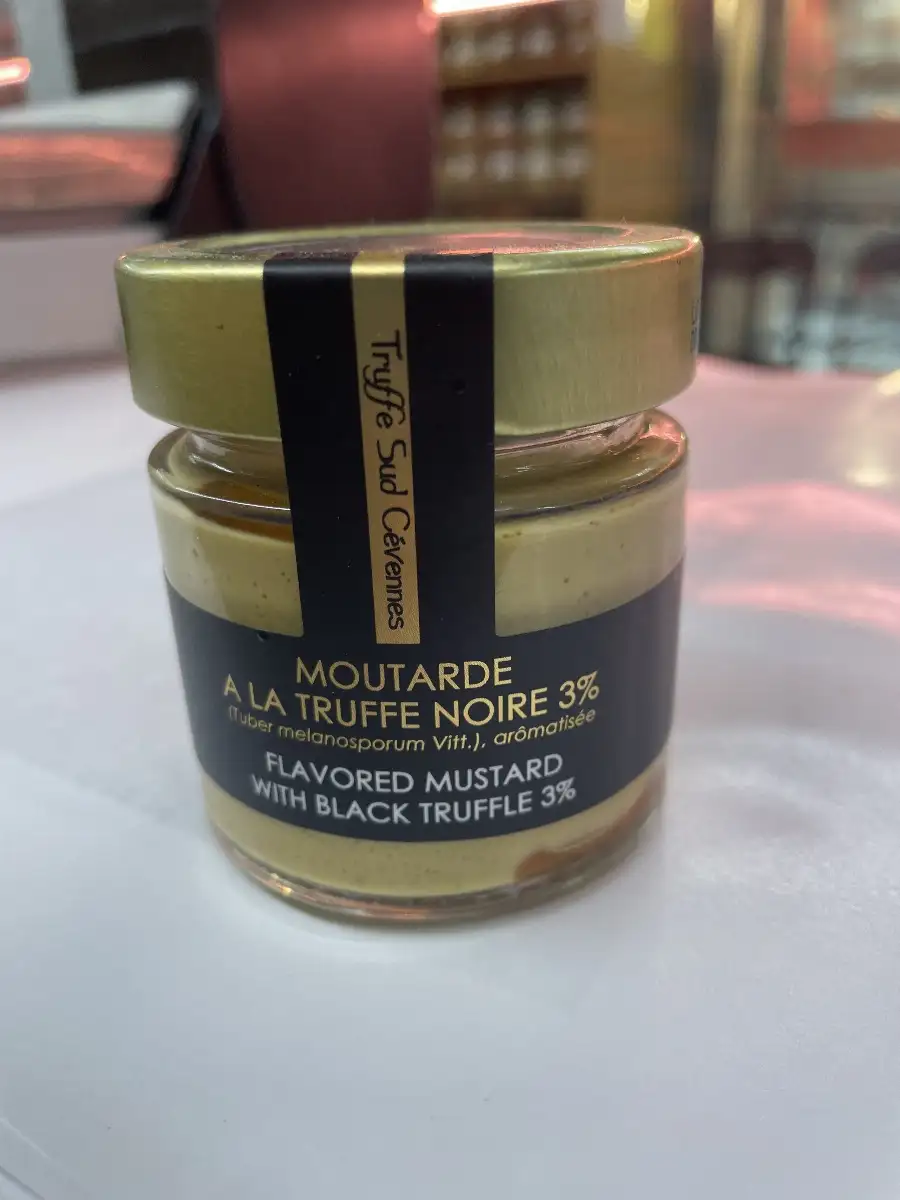 Truffe Sud Cévennes
MOUTARDE
A LA TRUFFE NOIRE 3%
(Tuber melanosporum Vitt.), arômatisée
FLAVORED MUSTARD
WITH BLACK TRUFFLE 3%